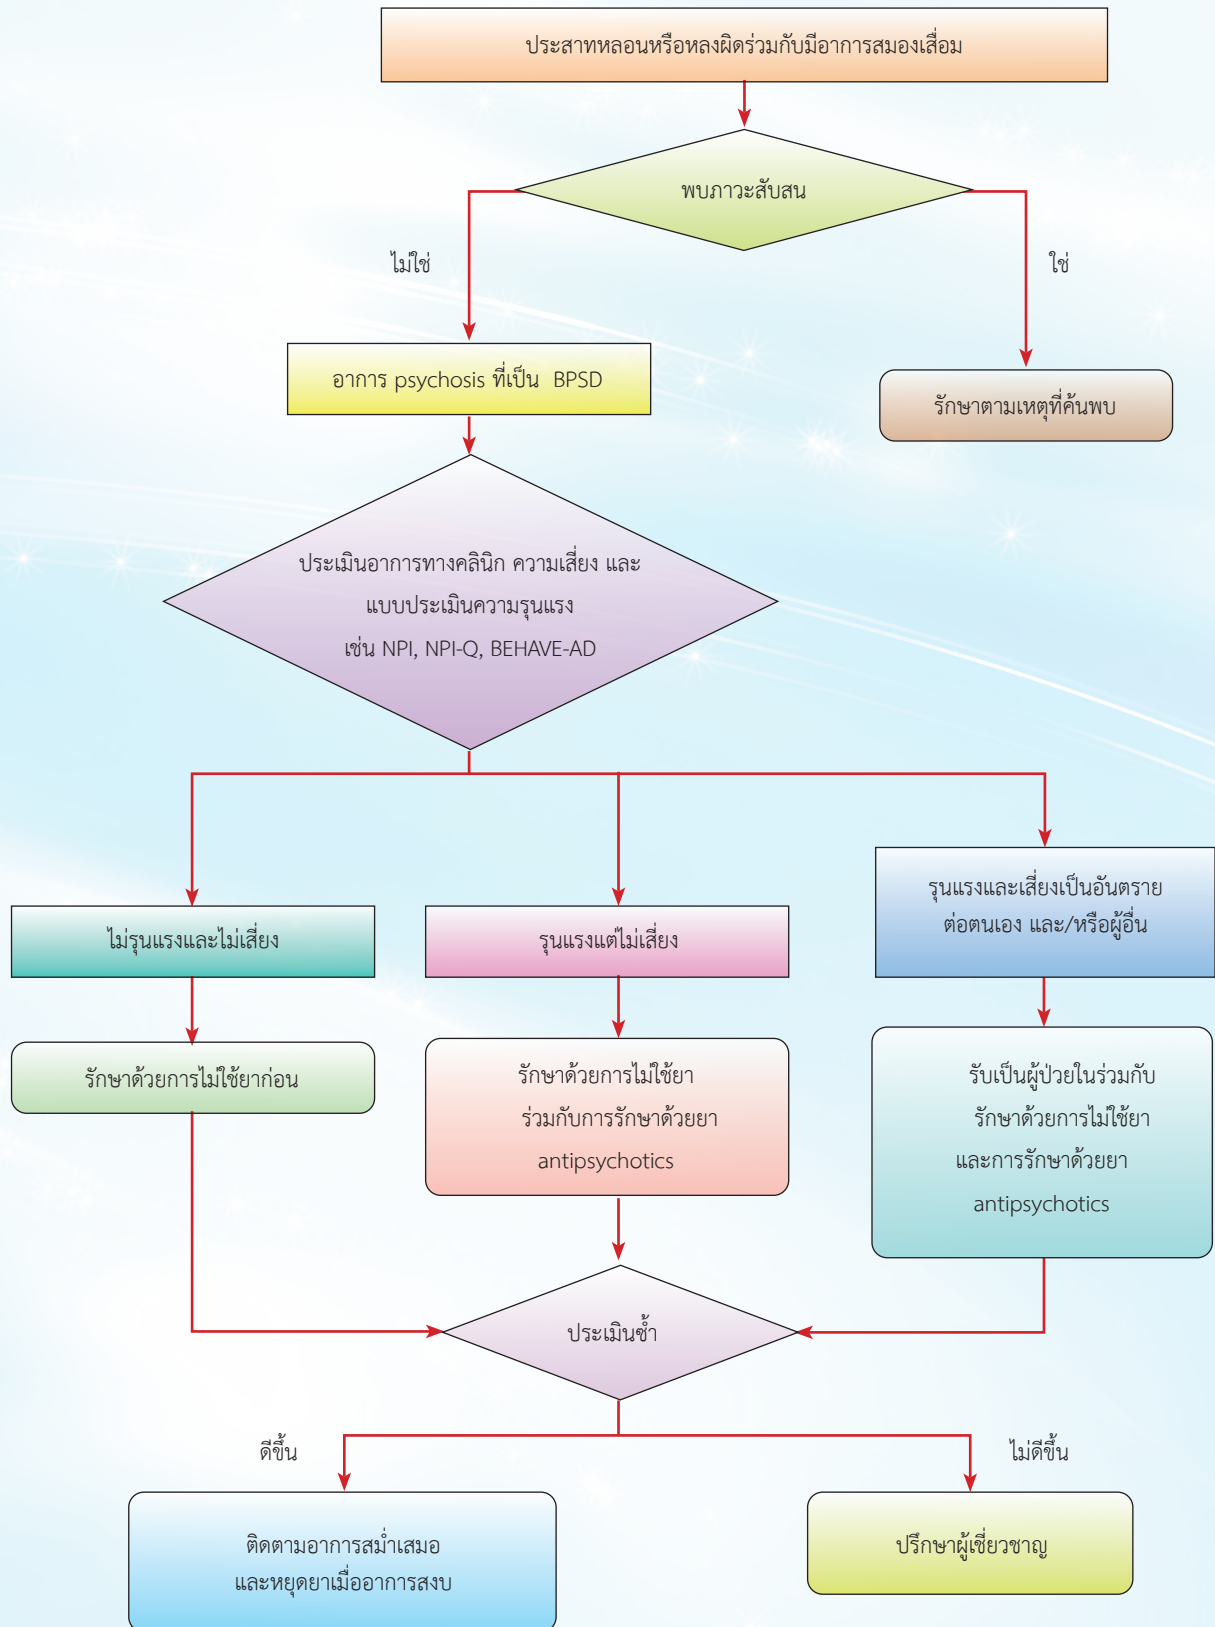 ประสาทหลอนหรือหลงผิดร่วมกับมีอาการสมองเสื่อม
พบภาวะสับสน
ไม่ใช่
ใช่
อาการ psychosis ที่เป็น BPSD
รักษาตามเหตุที่ค้นพบ
ประเมินอาการทางคลินิก ความเสี่ยง และ
แบบประเมินความรุนแรง
เช่น NPI, NPI-Q, BEHAVE-AD
ไม่รุนแรงและไม่เสี่ยง
รุนแรงแต่ไม่เสี่ยง
รุนแรงและเสี่ยงเป็นอันตราย
ต่อตนเอง และ/หรือผู้อื่น
รักษาด้วยการไม่ใช้ยาก่อน
รักษาด้วยการไม่ใช้ยา
ร่วมกับการรักษาด้วยยา
antipsychotics
รับเป็นผู้ป่วยในร่วมกับ
รักษาด้วยการไม่ใช้ยา
และการรักษาด้วยยา
antipsychotics
ประเมินซ้ำ
ดีขึ้น
ไม่ดีขึ้น
ติดตามอาการสม่ำเสมอ
และหยุดยาเมื่ออาการสงบ
ปรึกษาผู้เชี่ยวชาญ